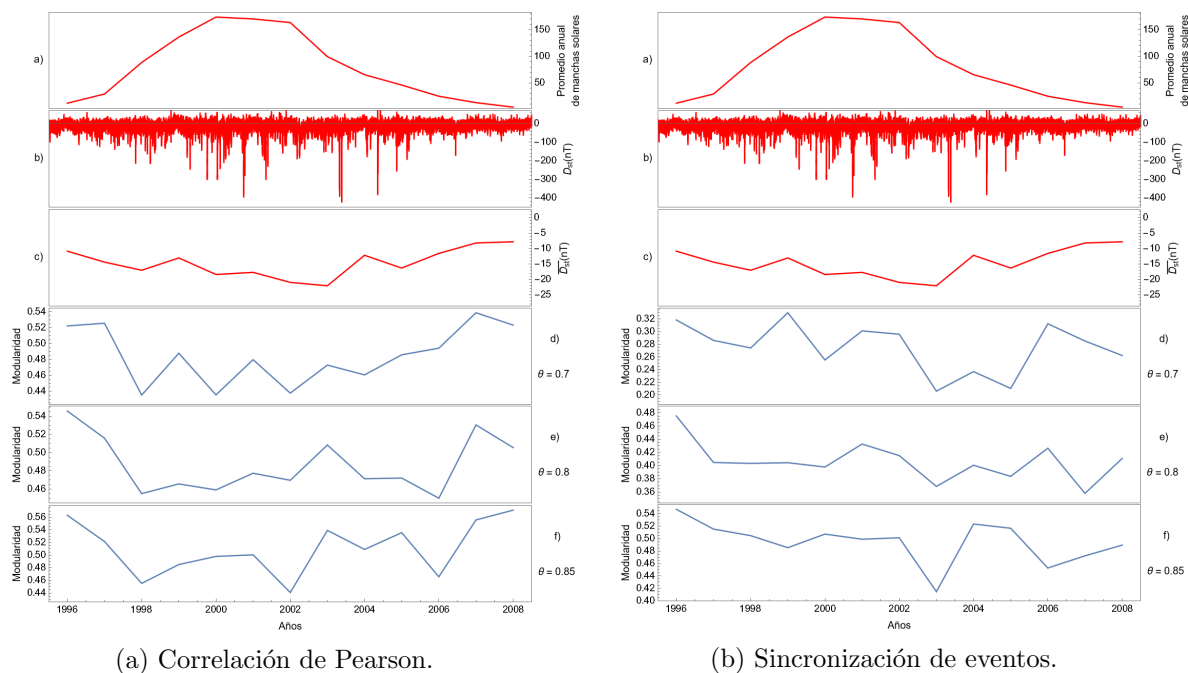 a)
150
100
50
Promedio anual
de manchas solares
b)
0
−100
−200
−300
−400
Dst(nT)
c)
0
−5
−10
−15
−20
−25
Dst(nT)
Modularidad
0.54
0.52
0.50
0.48
0.46
0.44
d)
θ = 0.7
Modularidad
0.54
0.52
0.50
0.48
0.46
e)
θ = 0.8
Modularidad
0.56
0.54
0.52
0.50
0.48
0.46
0.44
f)
θ = 0.85
1996 1998 2000 2002 2004 2006 2008
Años
(a) Correlación de Pearson.
a)
150
100
50
Promedio anual
de manchas solares
b)
0
−100
−200
−300
−400
Dst(nT)
c)
0
−5
−10
−15
−20
−25
Dst(nT)
Modularidad
0.32
0.30
0.28
0.26
0.24
0.22
0.20
d)
θ = 0.7
Modularidad
0.48
0.46
0.44
0.42
0.40
0.38
0.36
e)
θ = 0.8
Modularidad
0.54
0.52
0.50
0.48
0.46
0.44
0.42
0.40
f)
θ = 0.85
1996 1998 2000 2002 2004 2006 2008
Años
(b) Sincronización de eventos.